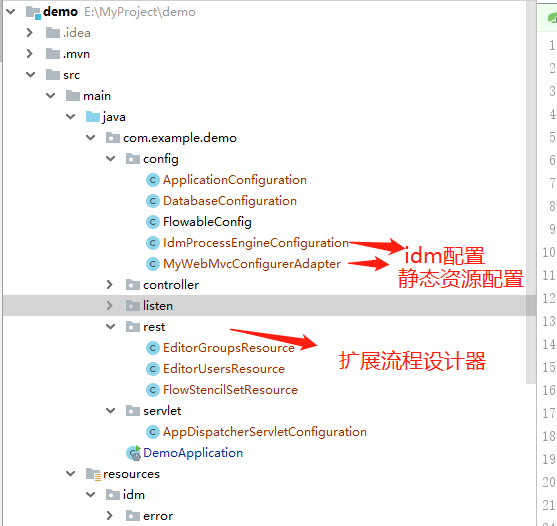 demo E:\MyProject\demo
.idea
.mvn
src
main
java
com.example.demo
config
ApplicationConfiguration
DatabaseConfiguration
FlowableConfig
IdmProcessEngineConfiguration
idm配置
MyWebMvcConfigurerAdapter
静态资源配置
controller
listen
rest
EditorGroupsResource
扩展流程设计器
EditorUsersResource
FlowStencilSetResource
servlet
AppDispatcherServletConfiguration
DemoApplication
resources
idm
error
1
2
3
4
5
6
7
8
9
10
11
12
13
14
15
16
17
18
19
20
21